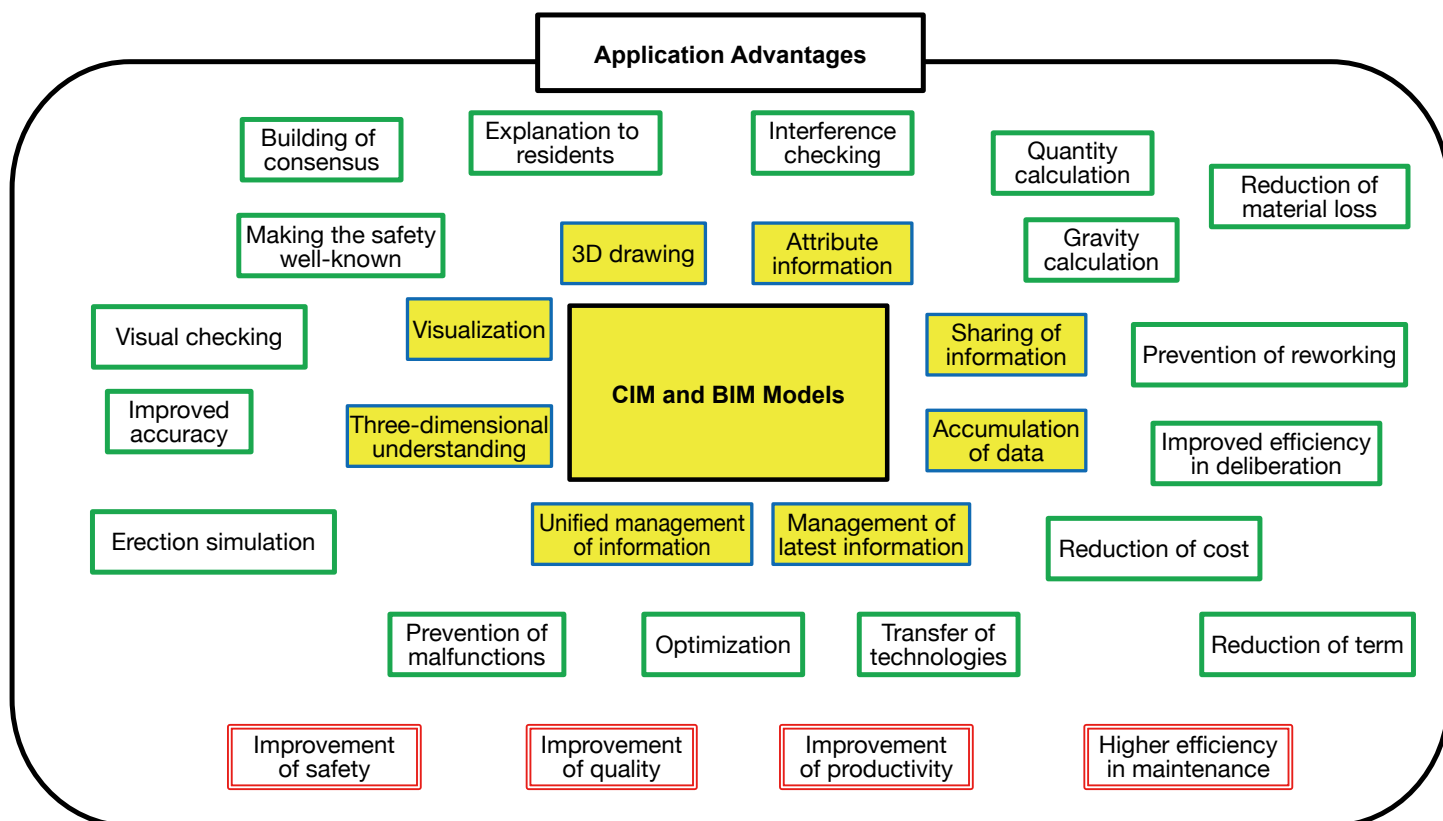 Application Advantages
Building of
consensus
Explanation to
residents
Interference
checking
Quantity
calculation
Reduction of
material loss
Making the safety
well-known
3D drawing
Attribute
information
Gravity
calculation
Visual checking
Visualization
Sharing of
information
Prevention of reworking
CIM and BIM Models
Improved
accuracy
Three-dimensional
understanding
Accumulation
of data
Improved efficiency
in deliberation
Erection simulation
Unified management
of information
Management of
latest information
Reduction of cost
Prevention of
malfunctions
Optimization
Transfer of
technologies
Reduction of term
Improvement
of safety
Improvement
of quality
Improvement
of productivity
Higher efficiency
in maintenance